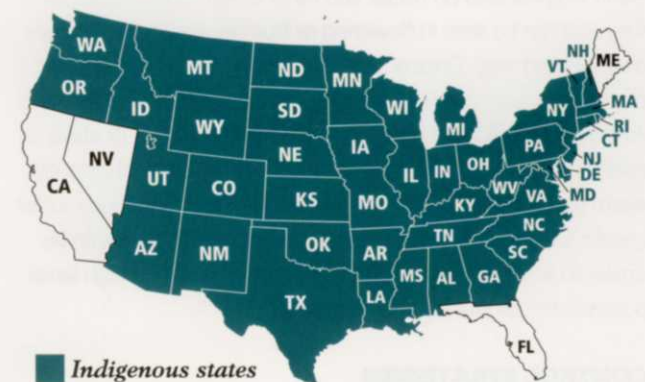 WA
MT
ND
MN
VT
NH
ME
OR
ID
WY
SD
WI
MI
NY
MA
RI
CT
NV
CA
UT
CO
NE
IA
IL
IN
OH
PA
NJ
DE
MD
WV
VA
KS
MO
KY
NC
AZ
NM
OK
AR
TN
SC
TX
LA
MS
AL
GA
FL
Indigenous states